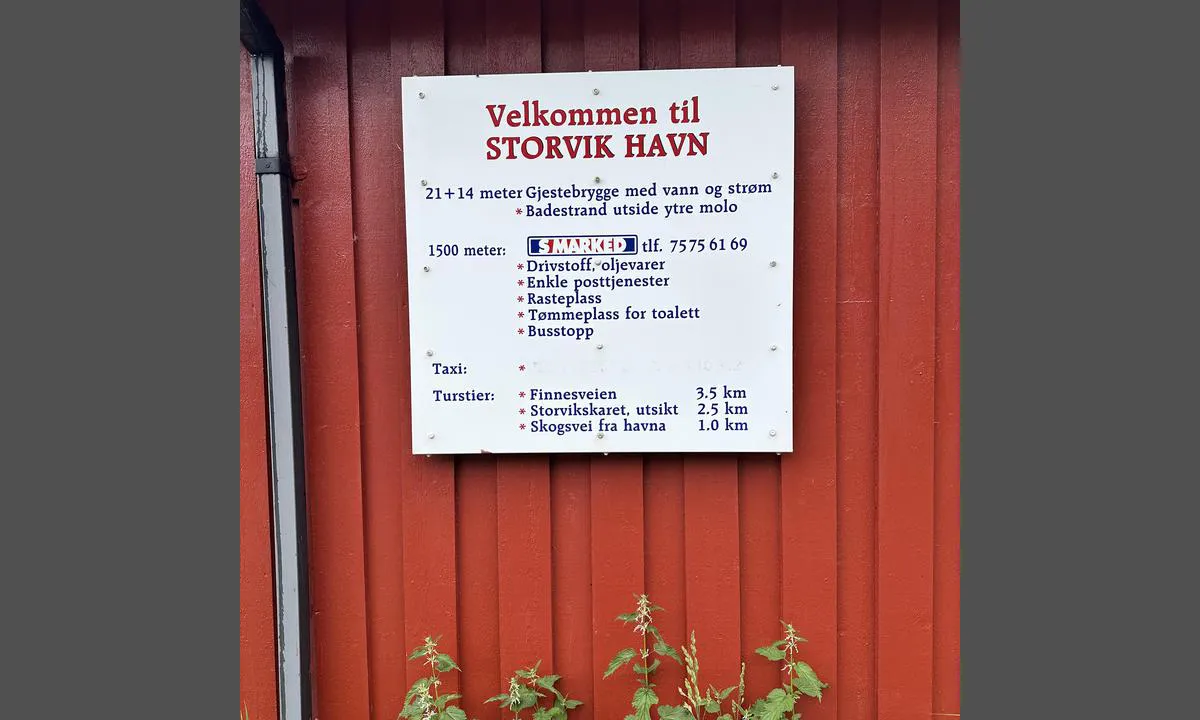 Velkommen til
STORVIK HAVN
21+14 meter Gjestebrygge med vann og strøm
* Badestrand utside ytre molo
1500 meter: S MARKED tlf. 75 75 61 69
* Drivstoff, oljevarer
* Enkle posttjenester
* Rasteplass
* Tømmeplass for toalett
* Busstopp
Taxi: *
Turstier: * Finnesveien 3.5 km
* Storvikskaret, utsikt 2.5 km
* Skogsvei fra havna 1.0 km